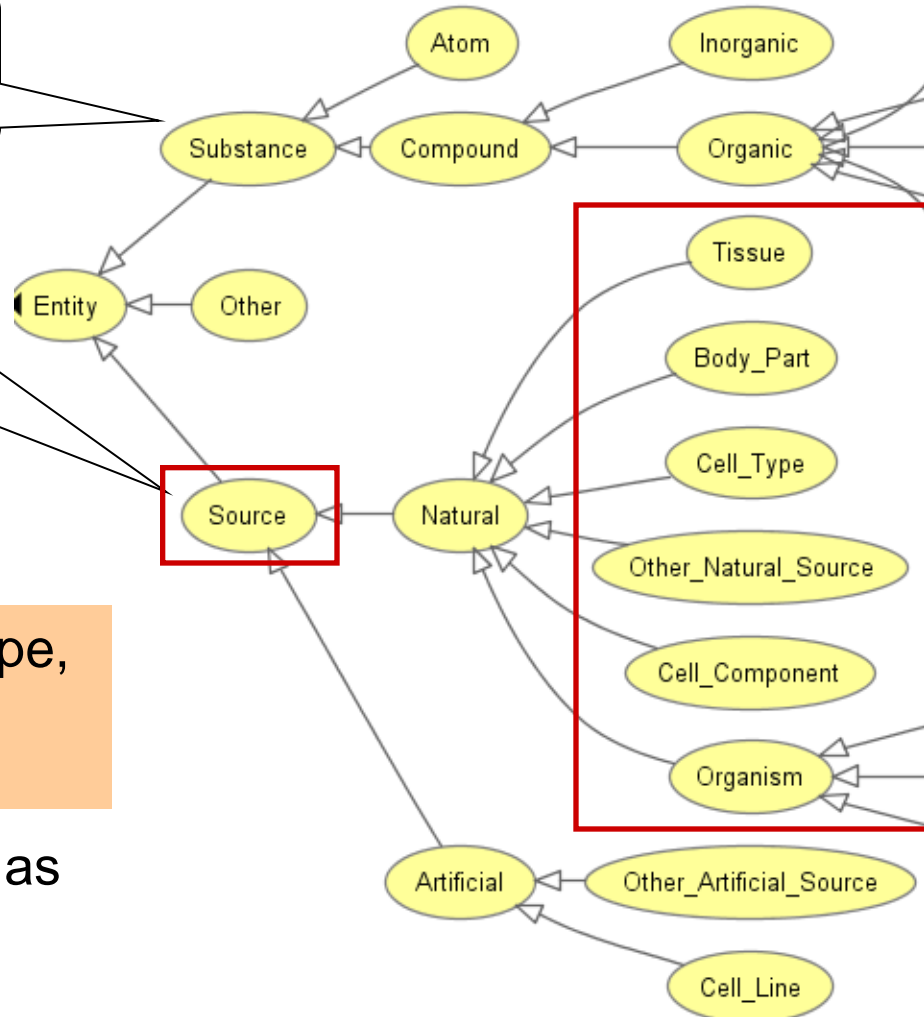 Atom
Inorganic
Substance
Compound
Organic
Tissue
Entity
Other
Body_Part
Cell_Type
Source
Natural
Other_Natural_Source
pe,
Cell_Component
Organism
as
Artificial
Other_Artificial_Source
Cell_Line